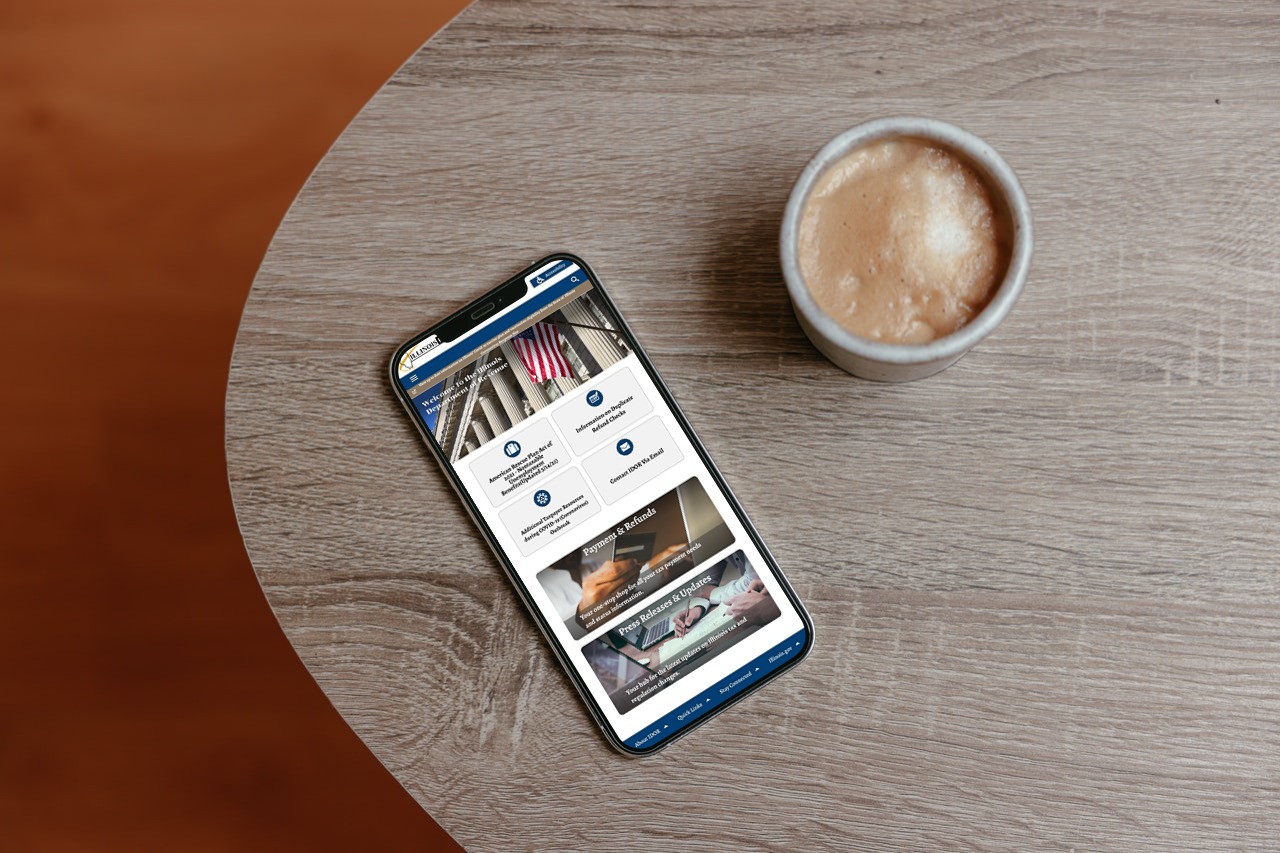 Accessibility
ILLINOIS
Welcome to the Illinois
Department of Revenue
American Rescue Plan Act of
2021 - Nontaxable
Unemployment
Benefits(Updated 5/14/21)
Information on Duplicate
Refund Checks
Additional Taxpayer Resources
during COVID-19 (Coronavirus)
Outbreak
Contact IDOR Via Email
Payment & Refunds
Your one-stop shop for all your tax payment needs
and status information.
Press Releases & Updates
Your hub for the latest updates on Illinois tax and
regulation changes.
About IDOR
Quick Links
Stay Connected
Illinois.gov